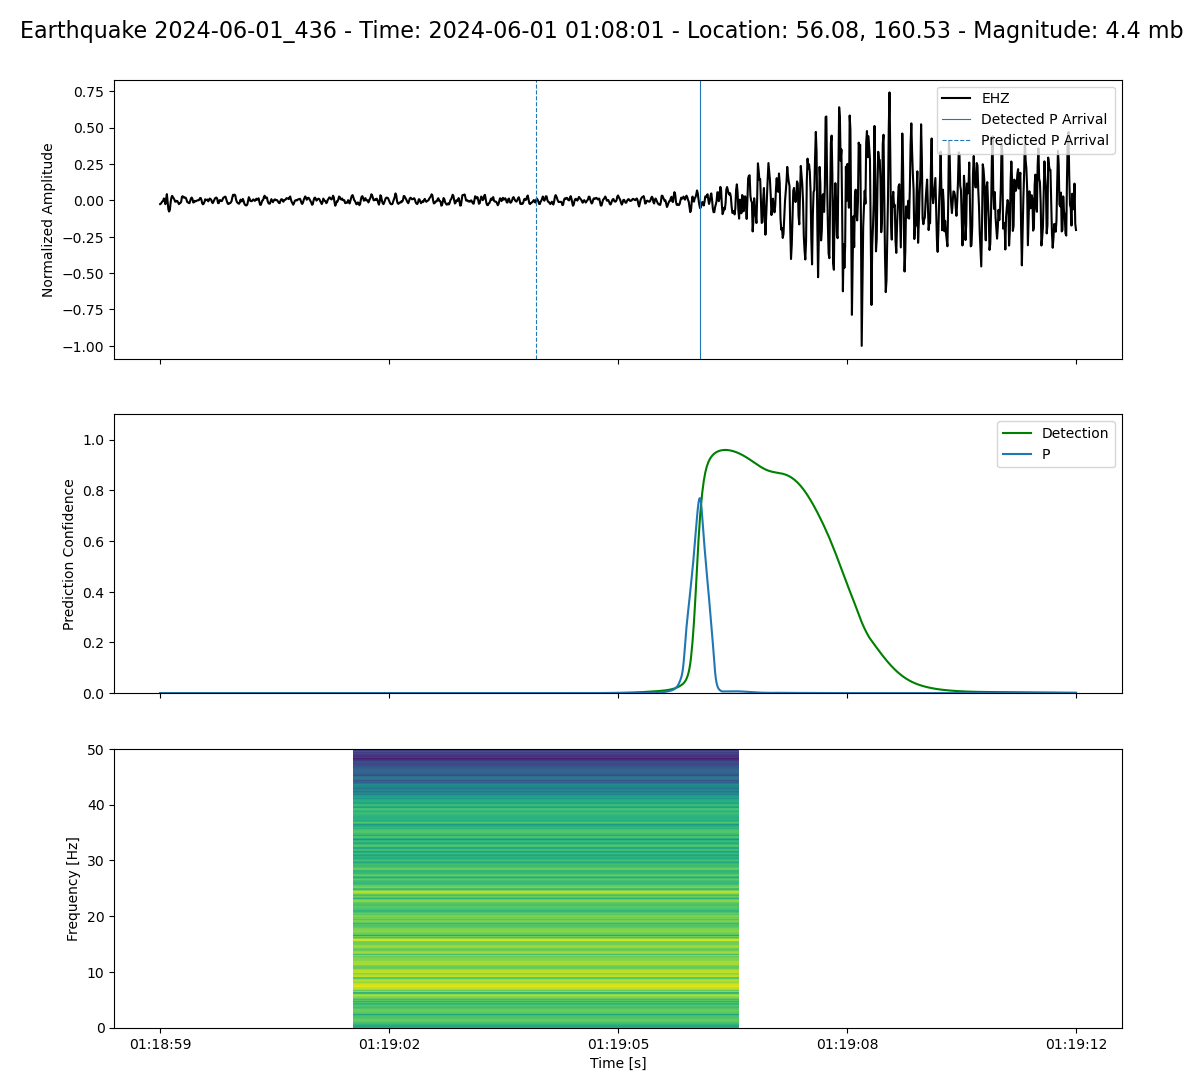 Earthquake 2024-06-01_436 - Time: 2024-06-01 01:08:01 - Location: 56.08, 160.53 - Magnitude: 4.4 mb
Normalized Amplitude
0.75
0.50
0.25
0.00
−0.25
−0.50
−0.75
−1.00
EHZ
Detected P Arrival
Predicted P Arrival
Prediction Confidence
1.0
0.8
0.6
0.4
0.2
0.0
Detection
P
Frequency [Hz]
50
40
30
20
10
0
01:18:59 01:19:02 01:19:05 01:19:08 01:19:12
Time [s]